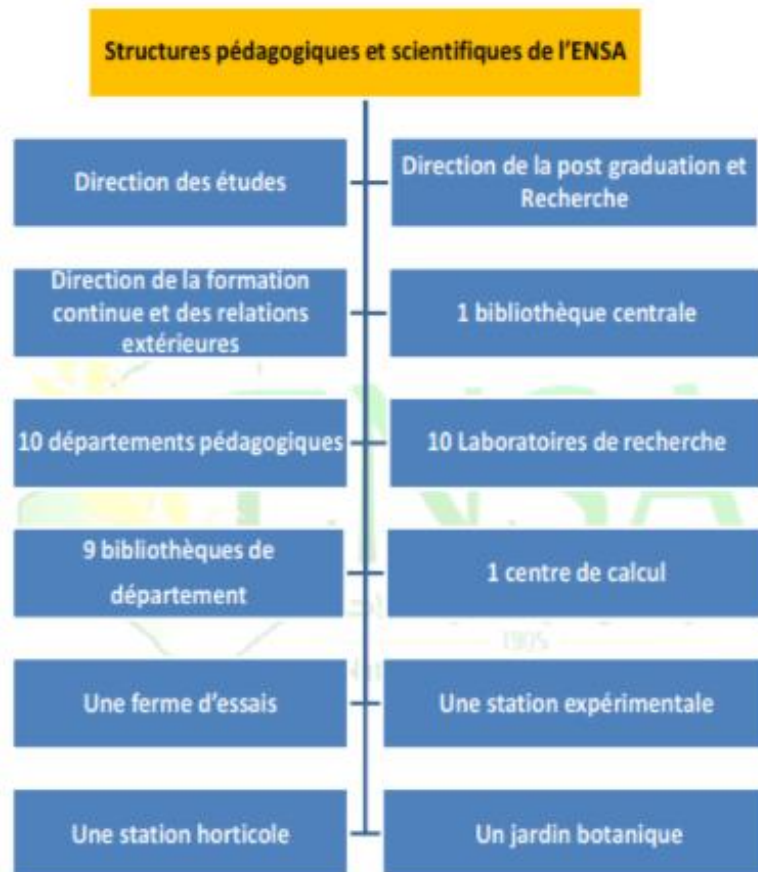 Structures pédagogiques et scientifiques de l'ENSA
Direction des études
Direction de la post graduation et
Recherche
Direction de la formation
continue et des relations
extérieures
1 bibliothèque centrale
10 départements pédagogiques
10 Laboratoires de recherche
9 bibliothèques de
département
1 centre de calcul
Une ferme d'essais
Une station expérimentale
Une station horticole
Un jardin botanique
1905